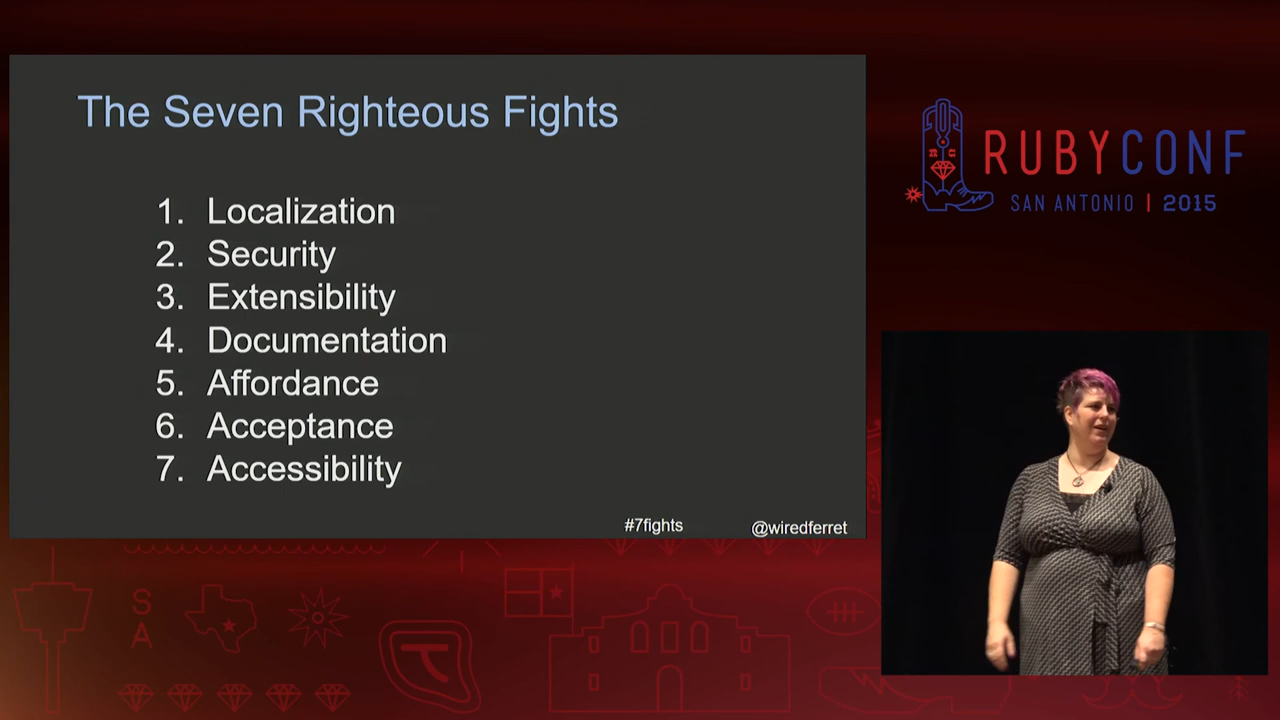 The Seven Righteous Fights
1. Localization
2. Security
3. Extensibility
4. Documentation
5. Affordance
6. Acceptance
7. Accessibility
#7fights @wiredferret
RUBYCONF
SAN ANTONIO | 2015
S
A